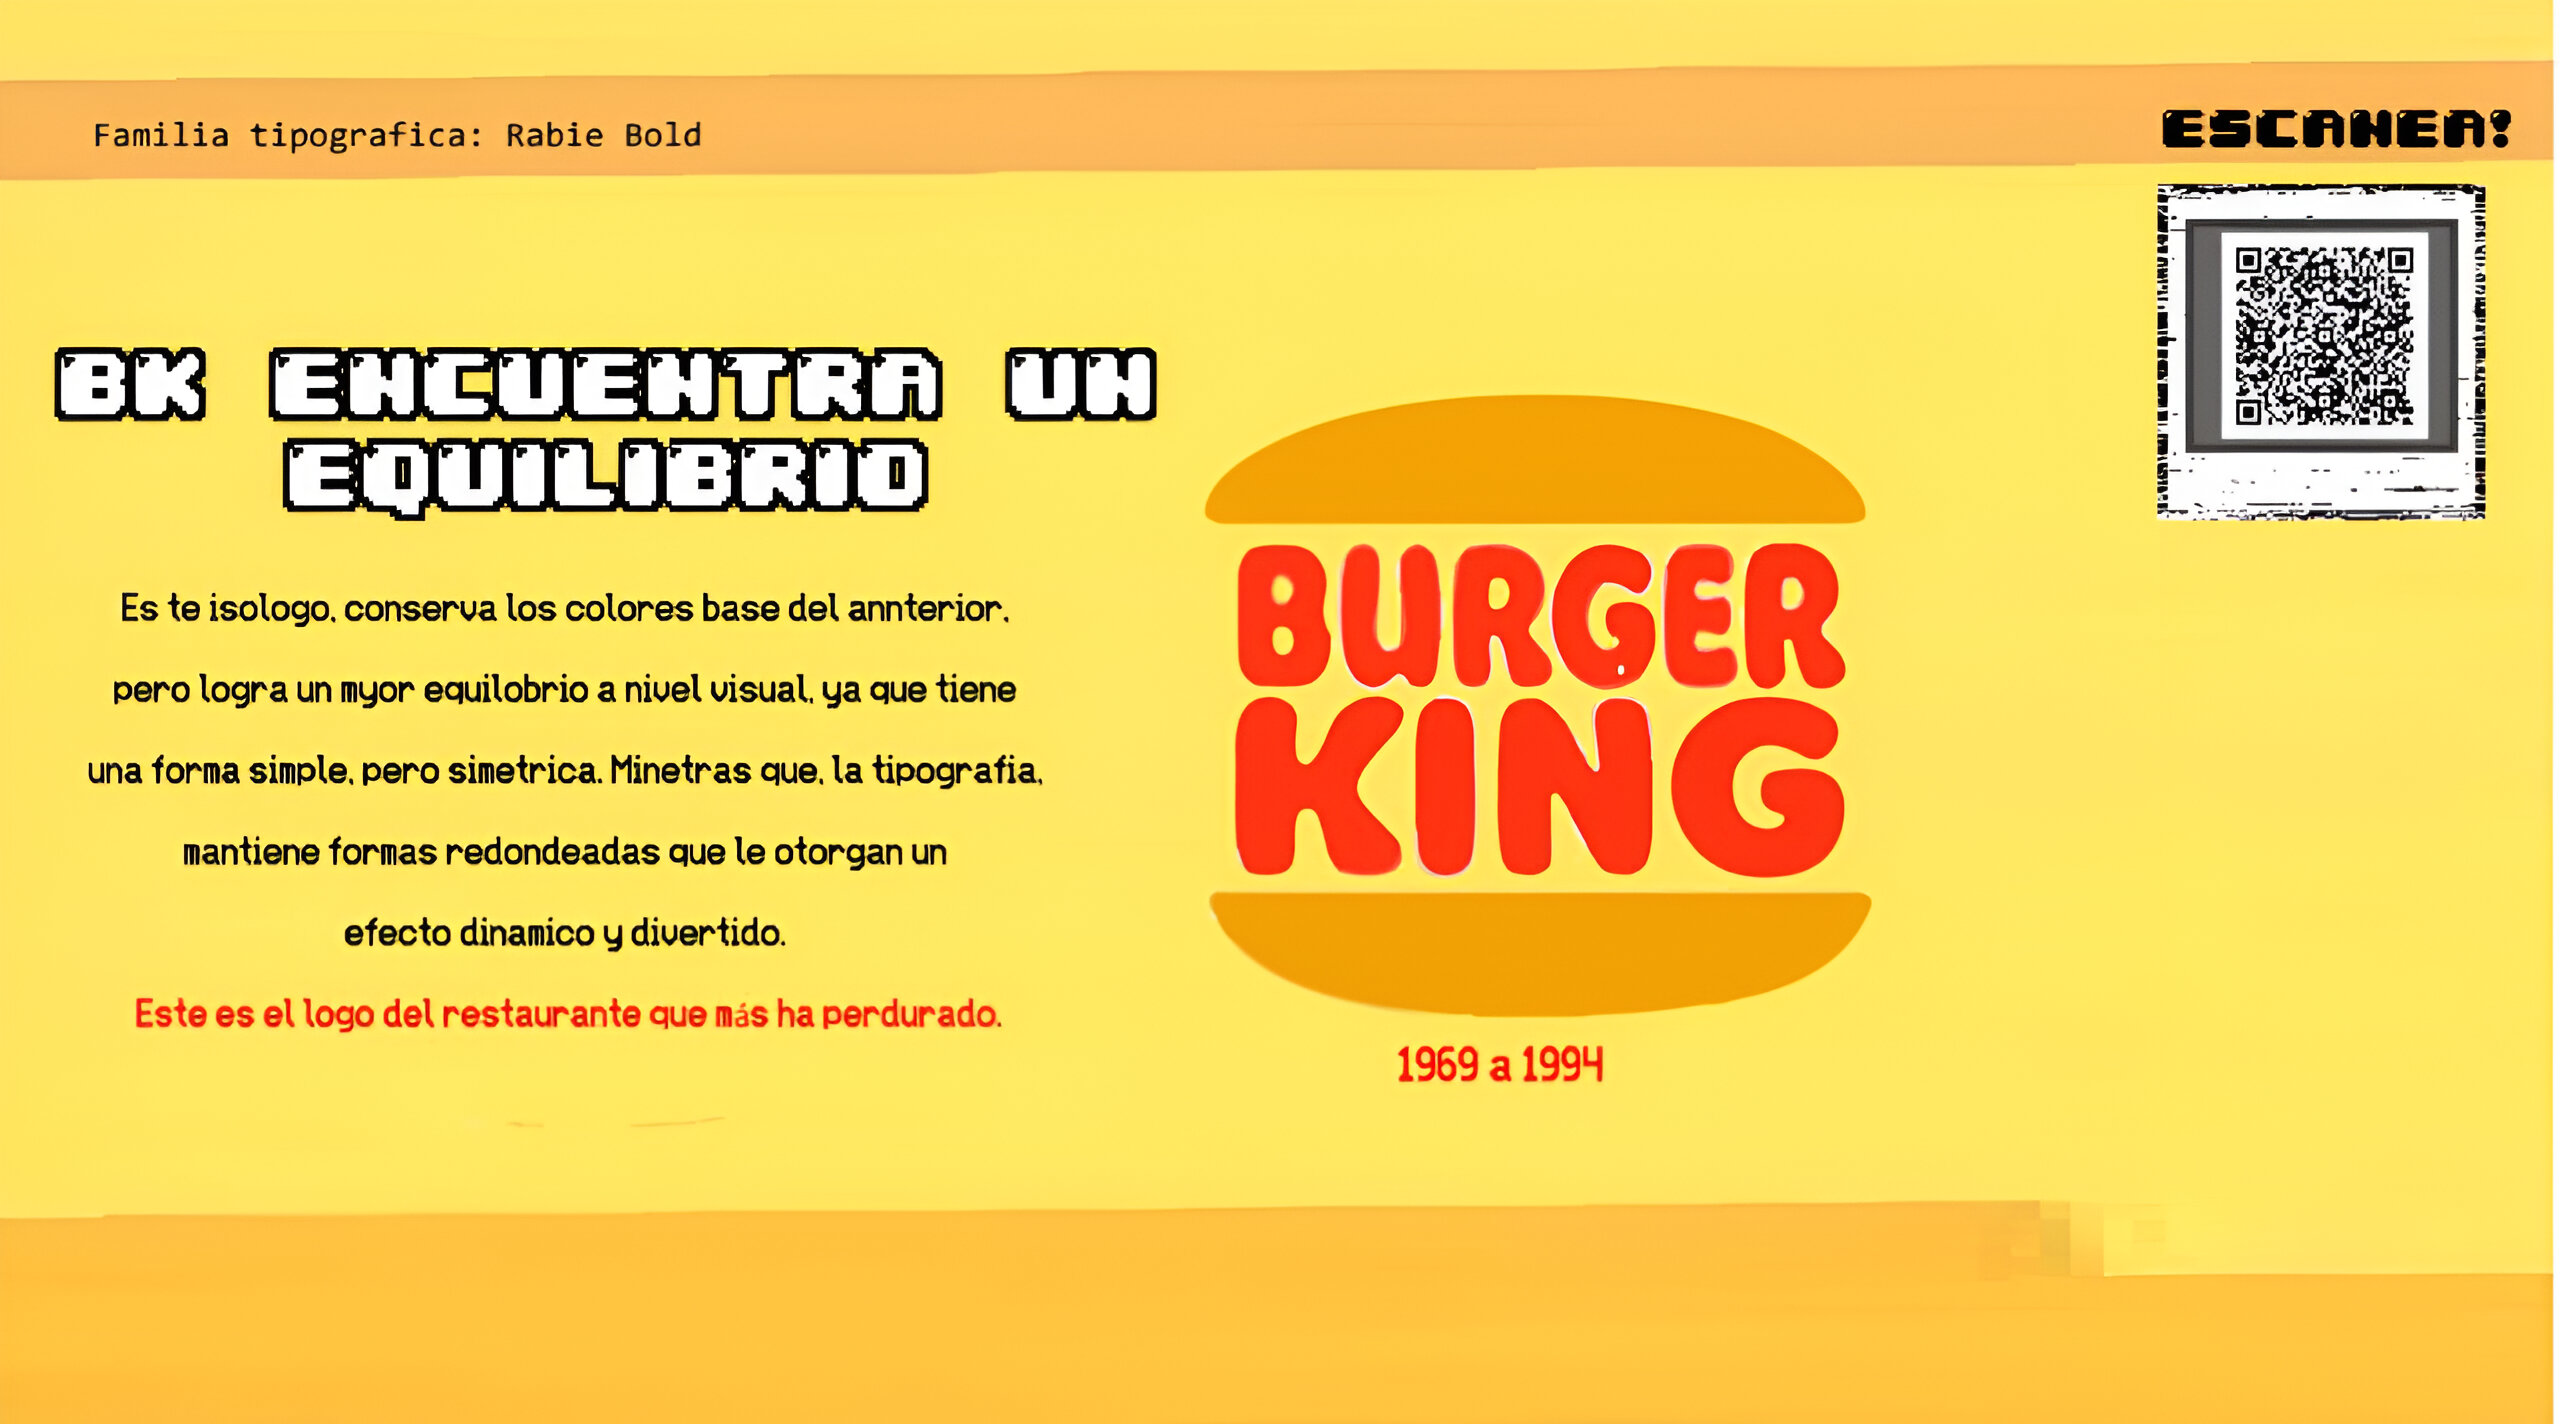 Familia tipografica: Rabie Bold
ESCANEA!
BK ENCUENTRA UN
EQUILIBRIO
Es te isologo, conserva los colores base del annterior,
pero logra un myor equilobrio a nivel visual, ya que tiene
una forma simple, pero simetrica. Minetras que, la tipografia,
mantiene formas redondeadas que le otorgan un
efecto dinamico y divertido.
Este es el logo del restaurante que más ha perdurado.
BURGER
KING
1969 a 1994